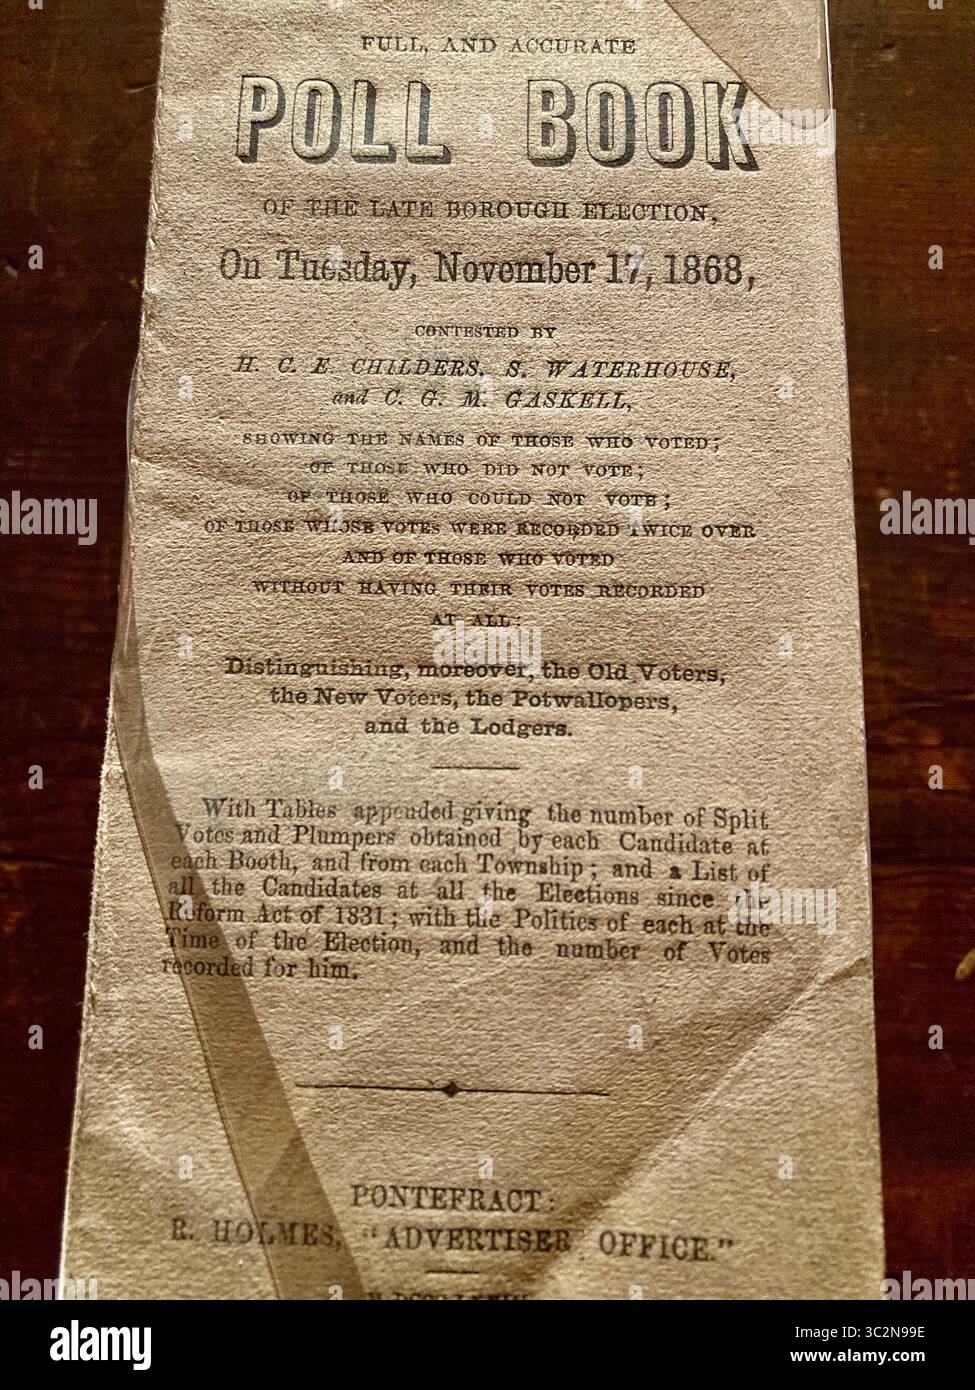 FULL, AND ACCURATE
POLL BOOK
OF THE LATE BOROUGH ELECTION,
On Tuesday, November 17, 1868,
CONTESTED BY
H. C. E. CHILDERS, S. WATERHOUSE,
and C. G. M. GASKELL,
SHOWING THE NAMES OF THOSE WHO VOTED;
OF THOSE WHO DID NOT VOTE;
OF THOSE WHO COULD NOT VOTE;
OF THOSE WHOSE VOTES WERE RECORDED TWICE OVER
AND OF THOSE WHO VOTED
WITHOUT HAVING THEIR VOTES RECORDED
AT ALL:
Distinguishing, moreover, the Old Voters,
the New Voters, the Potwallopers,
and the Lodgers.
With Tables appended giving the number of Split
Votes and Plumpers obtained by each Candidate at
each Booth, and from each Township; and a List of
all the Candidates at all the Elections since the
Reform Act of 1831; with the Politics of each at the
Time of the Election, and the number of Votes
recorded for him.
PONTEFRACT:
R. HOLMES, "ADVERTISER OFFICE."
alamy
Image ID: 3C2N99E
www.alamy.com